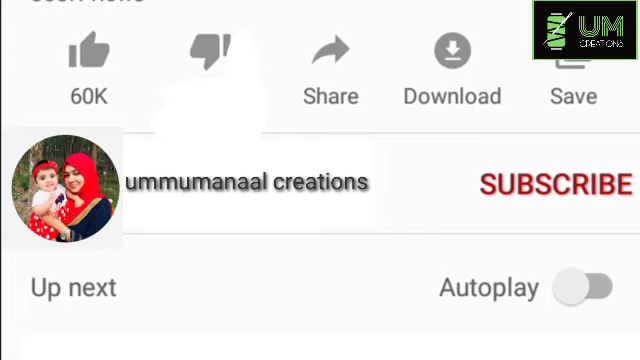 UM
CREATIONS
60K
Share
Download
Save
ummumanaal creations
SUBSCRIBE
Up next
Autoplay